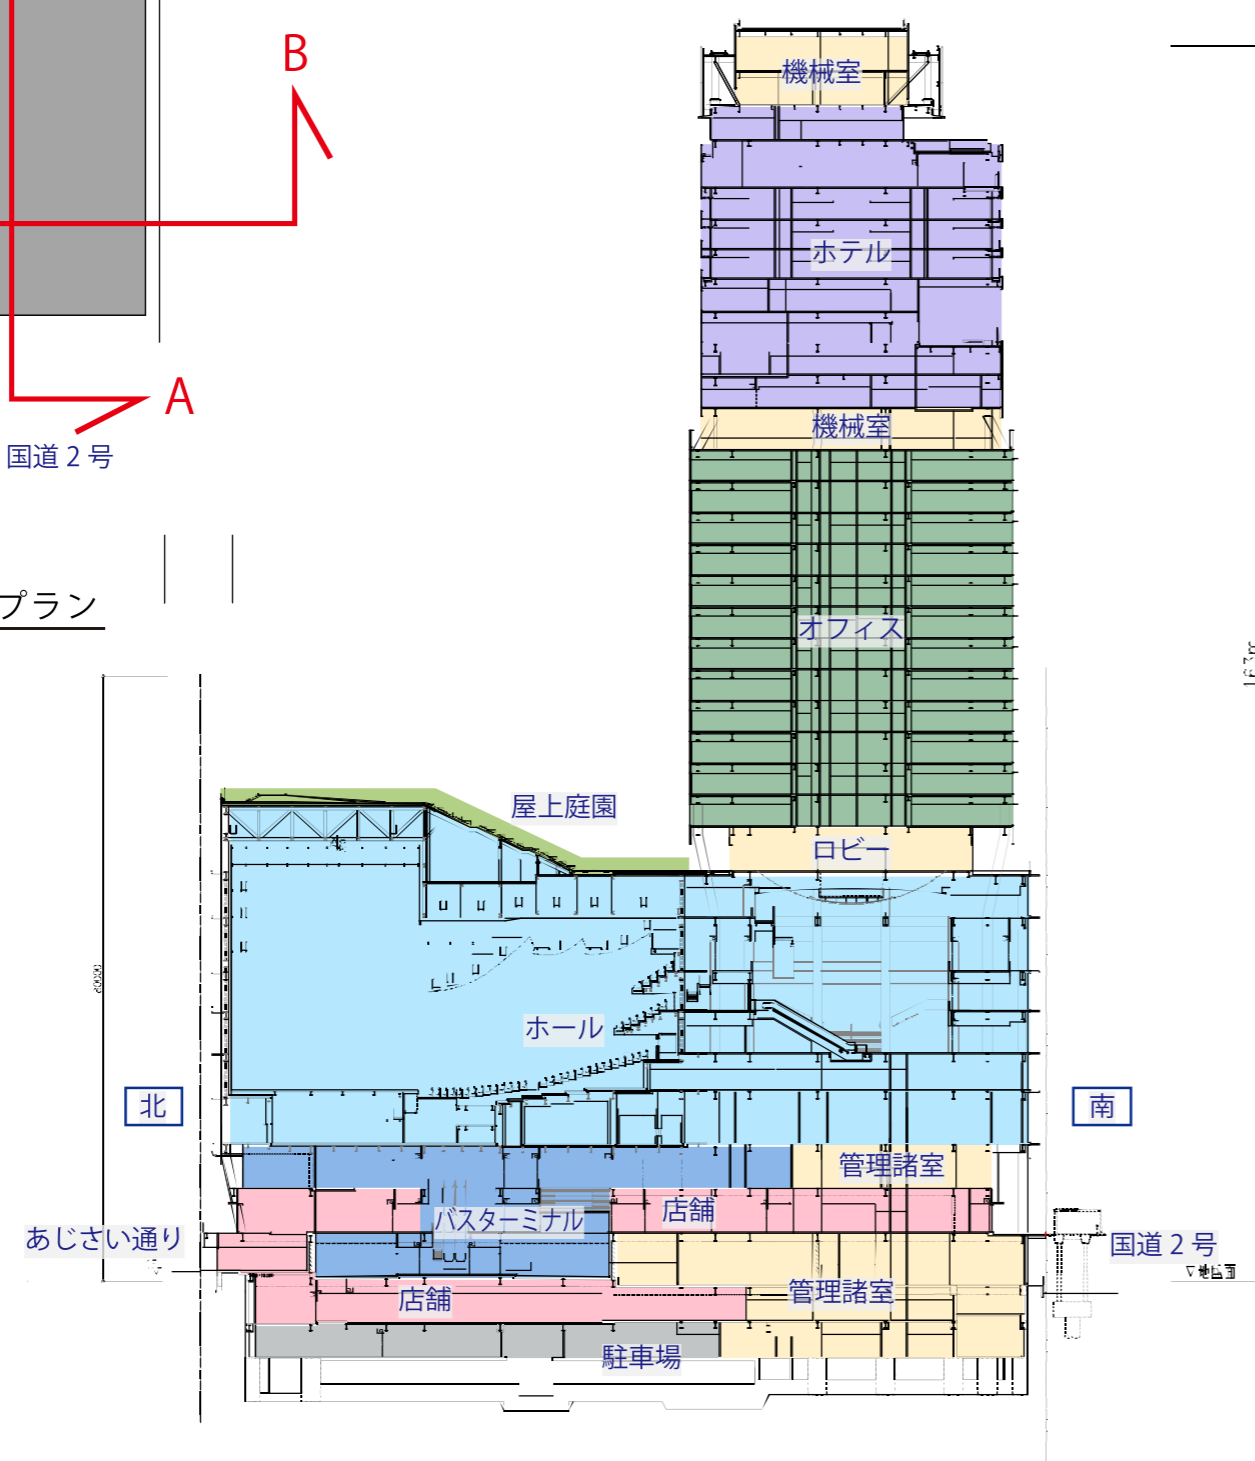 B
A
国道 2 号
プラン
機械室
ホテル
機械室
オフィス
屋上庭園
ロビー
ホール
北
南
管理諸室
店舗
バスターミナル
あじさい通り
国道 2 号
管理諸室
店舗
駐車場